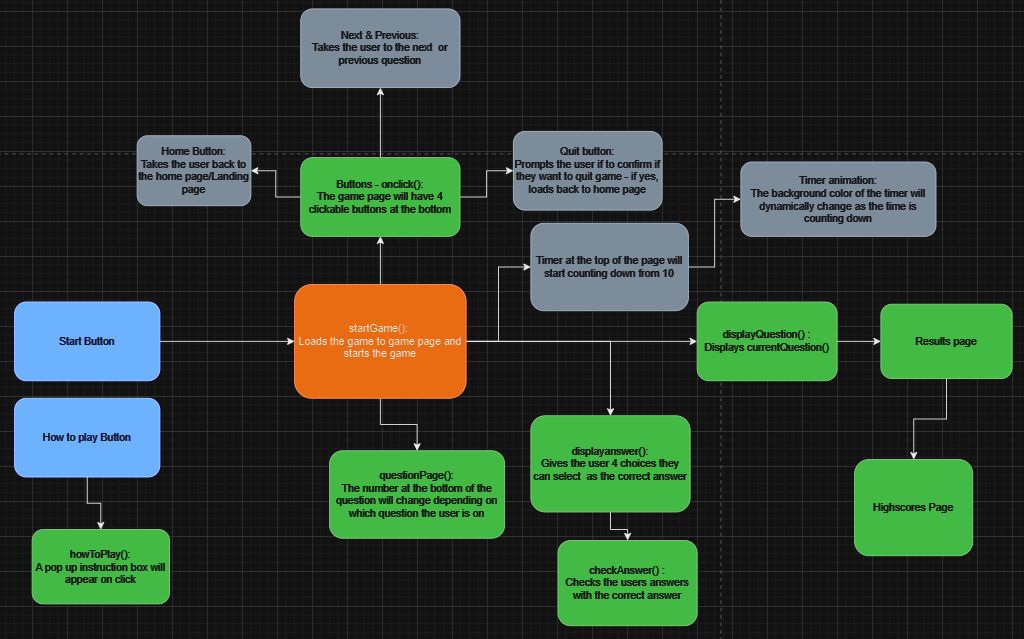 Next & Previous:
Takes the user to the next or
previous question
Home Button:
Takes the user back to
the home page/Landing
page
Buttons - onclick():
The game page will have 4
clickable buttons at the bottom
Quit button:
Prompts the user if to confirm if
they want to quit game - if yes,
loads back to home page
Timer animation:
The background color of the timer will
dynamically change as the time is
counting down
Timer at the top of the page will
start counting down from 10
Start Button
startGame():
Loads the game to game page and
starts the game
displayQuestion() :
Displays currentQuestion()
Results page
How to play Button
questionPage():
The number at the bottom of the
question will change depending on
which question the user is on
displayanswer():
Gives the user 4 choices they
can select as the correct answer
Highscores Page
howToPlay():
A pop up instruction box will
appear on click
checkAnswer() :
Checks the users answers
with the correct answer